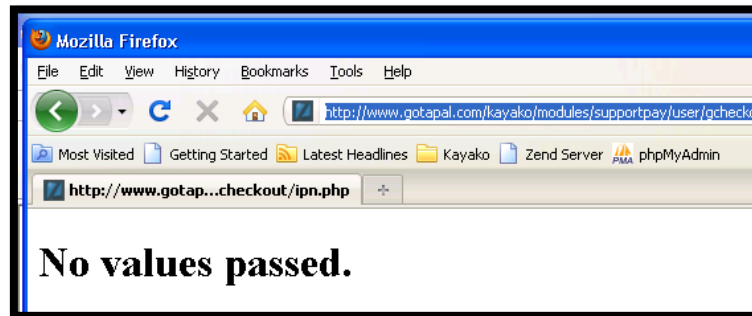 Mozilla Firefox
File Edit View History Bookmarks Tools Help
http://www.gotapal.com/kayako/modules/supportpay/user/gcheck
Most Visited Getting Started Latest Headlines Kayako Zend Server PMA phpMyAdmin
http://www.gotap...checkout/ipn.php
No values passed.